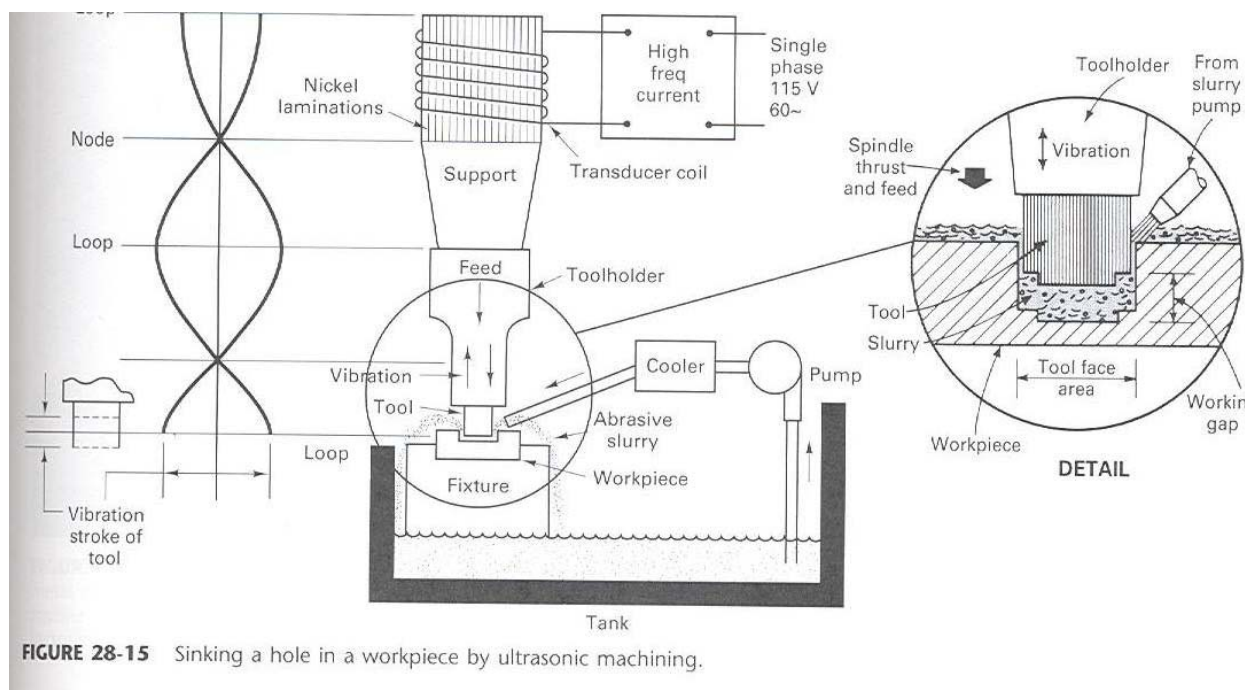 Loop
Nickel
laminations
Node
Support
Transducer coil
High
freq
current
Single
phase
115 V
60~
Loop
Feed
Toolholder
Vibration
Tool
Cooler
Pump
Abrasive
slurry
Loop
Workpiece
Fixture
Vibration
stroke of
tool
Tank
Toolholder
From
slurry
pump
Spindle
thrust
and feed
Vibration
Tool
Slurry
Tool face
area
Workin
gap
Workpiece
DETAIL
FIGURE 28-15 Sinking a hole in a workpiece by ultrasonic machining.